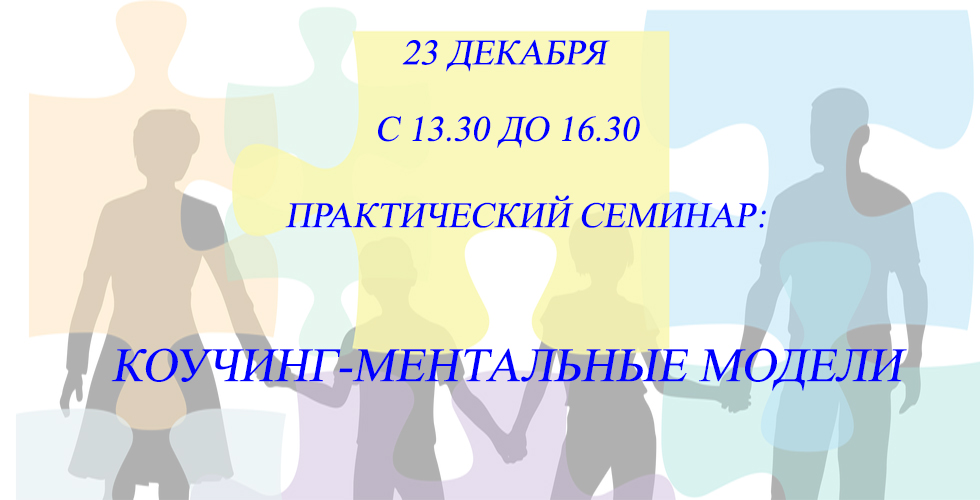 23 ДЕКАБРЯ
С 13.30 ДО 16.30
ПРАКТИЧЕСКИЙ СЕМИНАР:
КОУЧИНГ-МЕНТАЛЬНЫЕ МОДЕЛИ